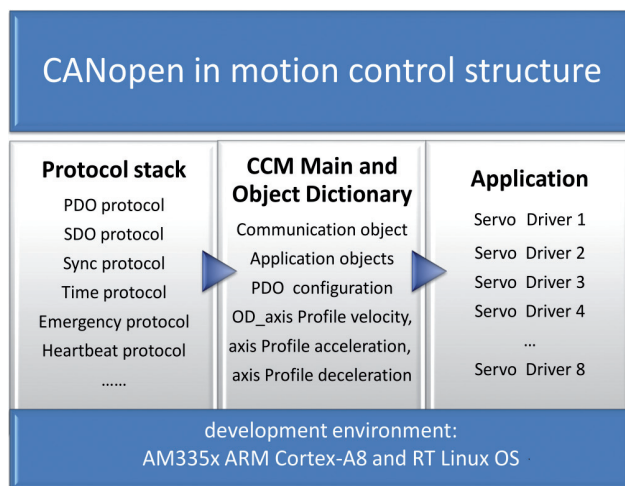 CANopen in motion control structure
Protocol stack
PDO protocol
SDO protocol
Sync protocol
Time protocol
Emergency protocol
Heartbeat protocol
......
CCM Main and
Object Dictionary
Communication object
Application objects
PDO configuration
OD_axis Profile velocity,
axis Profile acceleration,
axis Profile deceleration
Application
Servo Driver 1
Servo Driver 2
Servo Driver 3
Servo Driver 4
...
Servo Driver 8
development environment:
AM335x ARM Cortex-A8 and RT Linux OS